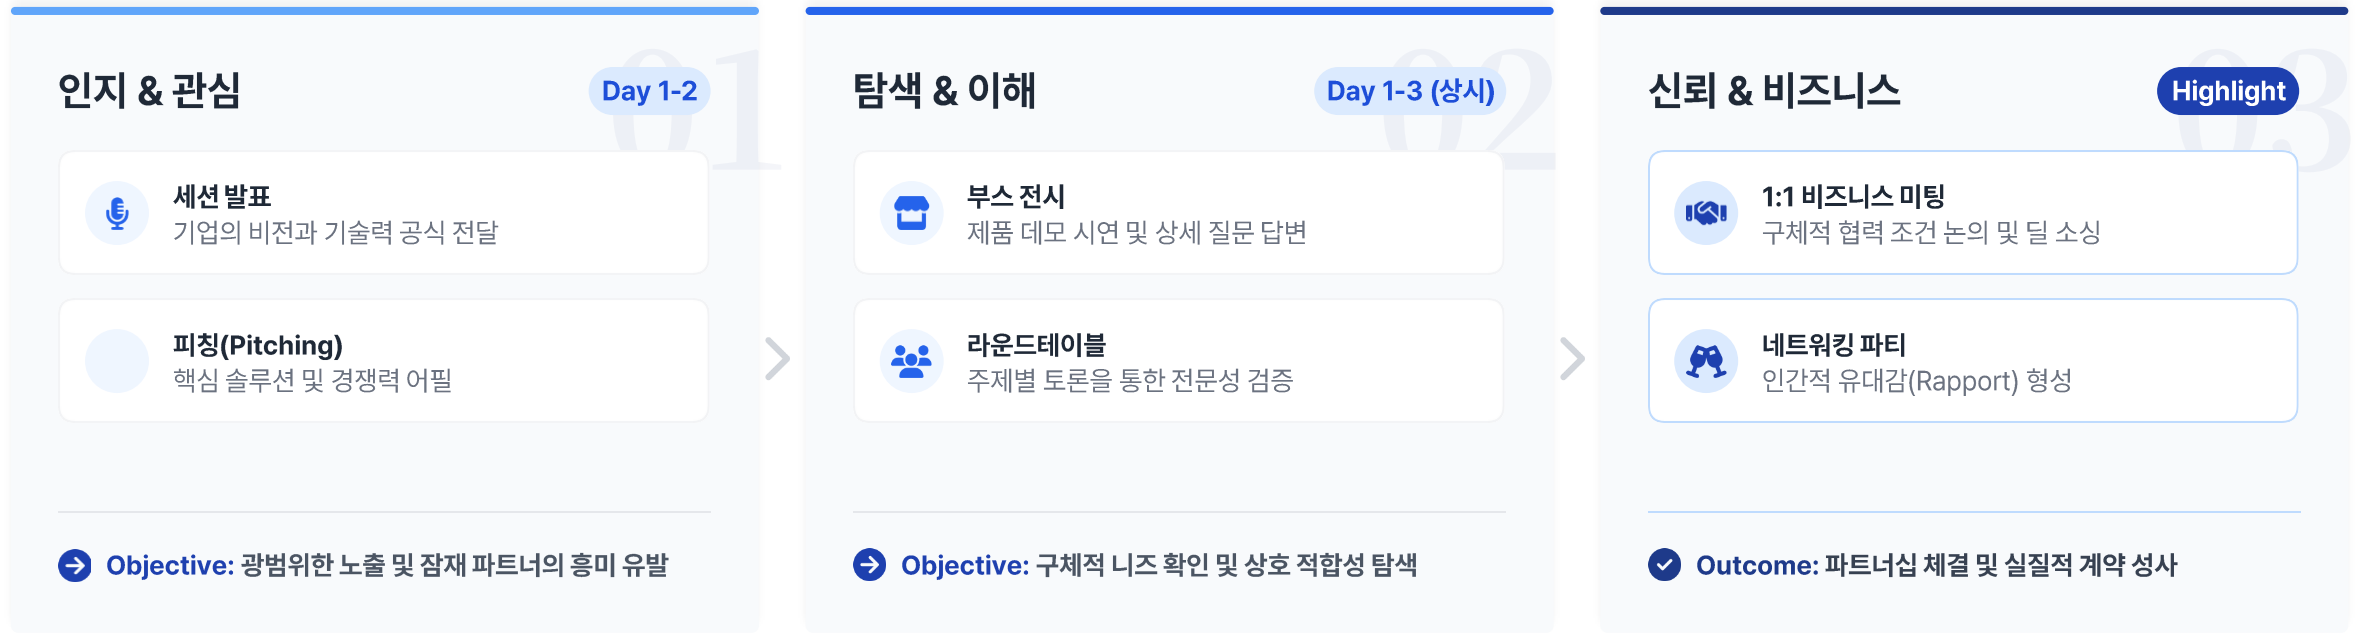 01
인지 & 관심
Day 1-2
세션 발표
기업의 비전과 기술력 공식 전달
피칭(Pitching)
핵심 솔루션 및 경쟁력 어필
Objective: 광범위한 노출 및 잠재 파트너의 흥미 유발
02
탐색 & 이해
Day 1-3 (상시)
부스 전시
제품 데모 시연 및 상세 질문 답변
라운드테이블
주제별 토론을 통한 전문성 검증
Objective: 구체적 니즈 확인 및 상호 적합성 탐색
03
신뢰 & 비즈니스
Highlight
1:1 비즈니스 미팅
구체적 협력 조건 논의 및 딜 소싱
네트워킹 파티
인간적 유대감(Rapport) 형성
Outcome: 파트너십 체결 및 실질적 계약 성사